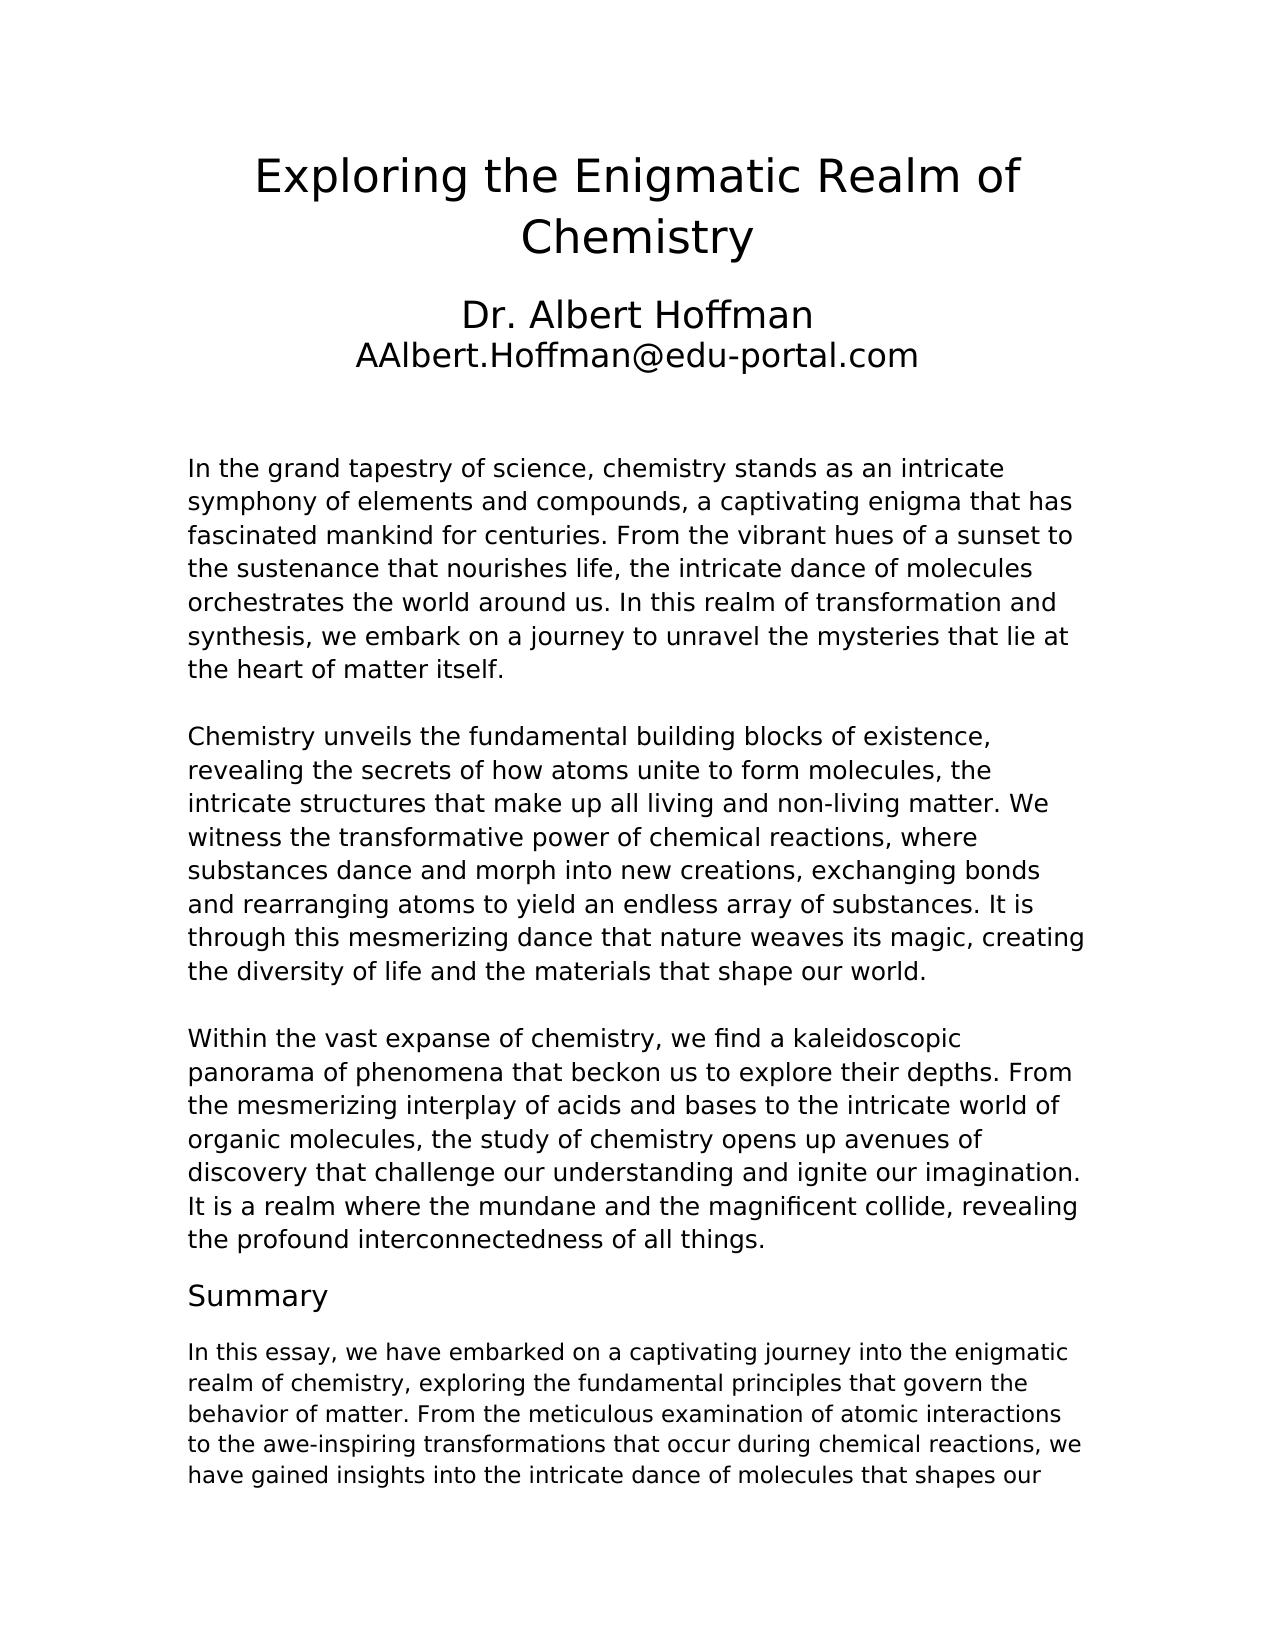 Exploring the Enigmatic Realm of
Chemistry
Dr. Albert Hoffman
AAlbert.Hoffman@edu-portal.com
In the grand tapestry of science, chemistry stands as an intricate
symphony of elements and compounds, a captivating enigma that has
fascinated mankind for centuries. From the vibrant hues of a sunset to
the sustenance that nourishes life, the intricate dance of molecules
orchestrates the world around us. In this realm of transformation and
synthesis, we embark on a journey to unravel the mysteries that lie at
the heart of matter itself.
Chemistry unveils the fundamental building blocks of existence,
revealing the secrets of how atoms unite to form molecules, the
intricate structures that make up all living and non-living matter. We
witness the transformative power of chemical reactions, where
substances dance and morph into new creations, exchanging bonds
and rearranging atoms to yield an endless array of substances. It is
through this mesmerizing dance that nature weaves its magic, creating
the diversity of life and the materials that shape our world.
Within the vast expanse of chemistry, we find a kaleidoscopic
panorama of phenomena that beckon us to explore their depths. From
the mesmerizing interplay of acids and bases to the intricate world of
organic molecules, the study of chemistry opens up avenues of
discovery that challenge our understanding and ignite our imagination.
It is a realm where the mundane and the magnificent collide, revealing
the profound interconnectedness of all things.
Summary
In this essay, we have embarked on a captivating journey into the enigmatic
realm of chemistry, exploring the fundamental principles that govern the
behavior of matter. From the meticulous examination of atomic interactions
to the awe-inspiring transformations that occur during chemical reactions, we
have gained insights into the intricate dance of molecules that shapes our